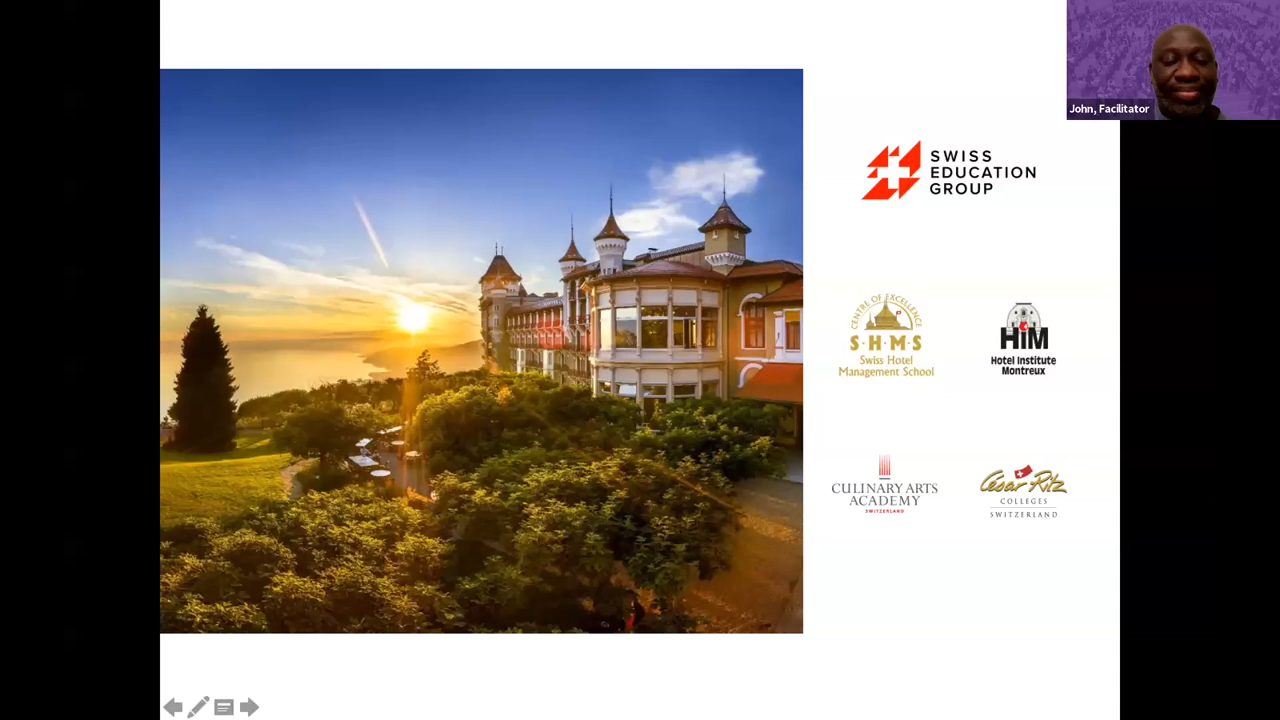 John, Facilitator
SWISS
EDUCATION
GROUP
CENTRE OF EXCELLENCE
S·H·M·S
Swiss Hotel
Management School
HIM
Hotel Institute
Montreux
CULINARY ARTS
ACADEMY
SWITZERLAND
César Ritz
COLLEGES
SWITZERLAND